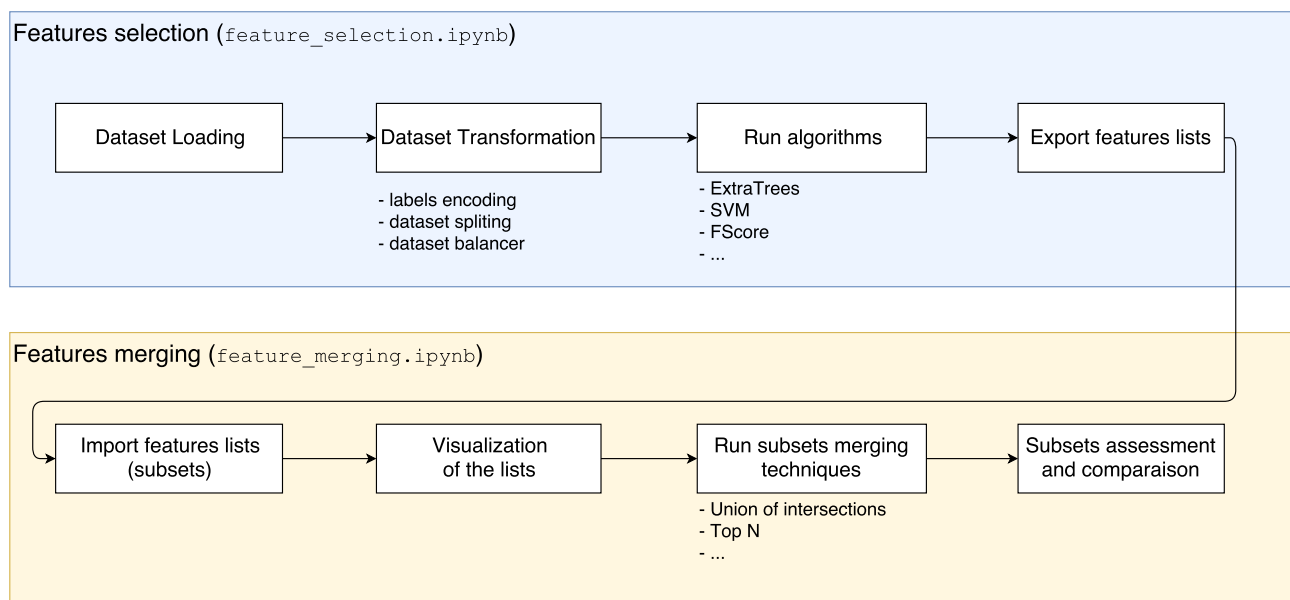 Features selection (feature_selection.ipynb)
Dataset Loading
Dataset Transformation
- labels encoding
- dataset spliting
- dataset balancer
Run algorithms
- ExtraTrees
- SVM
- FScore
- ...
Export features lists
Features merging (feature_merging.ipynb)
Import features lists
(subsets)
Visualization
of the lists
Run subsets merging
techniques
- Union of intersections
- Top N
- ...
Subsets assessment
and comparaison